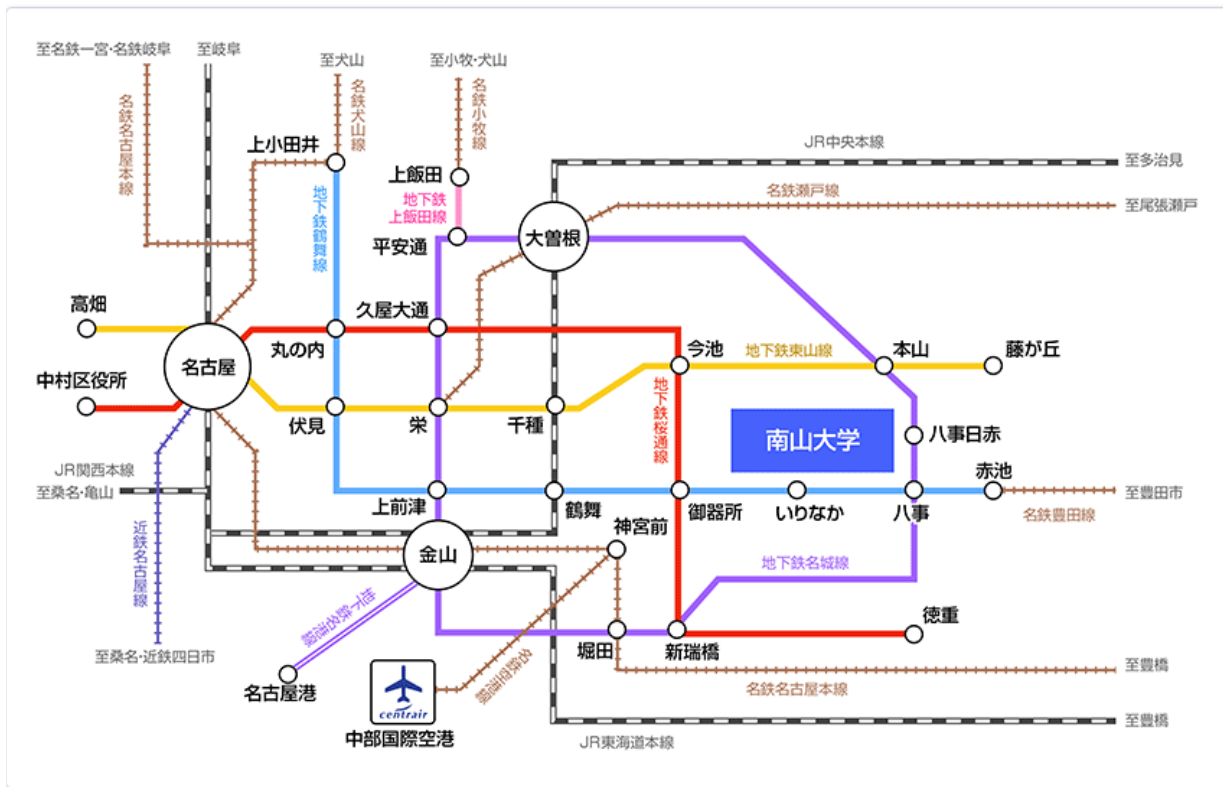 至名鉄一宮・名鉄岐阜
至岐阜
至犬山
至小牧・犬山
名鉄名古屋本線
名鉄犬山線
名鉄小牧線
JR中央本線
至多治見
上小田井
上飯田
地下鉄
上飯田線
名鉄瀬戸線
至尾張瀬戸
地下鉄鶴舞線
平安通
大曽根
高畑
久屋大通
丸の内
名古屋
今池
地下鉄東山線
本山
藤が丘
中村区役所
地下鉄桜通線
伏見
栄
千種
南山大学
八事日赤
JR関西本線
至桑名・亀山
赤池
上前津
鶴舞
御器所
いりなか
八事
至豊田市
名鉄豊田線
神宮前
近鉄名古屋線
金山
地下鉄名城線
地下鉄名港線
徳重
至桑名・近鉄四日市
堀田
新瑞橋
名古屋港
名鉄空港線
至豊橋
名鉄名古屋本線
centrair
中部国際空港
至豊橋
JR東海道本線